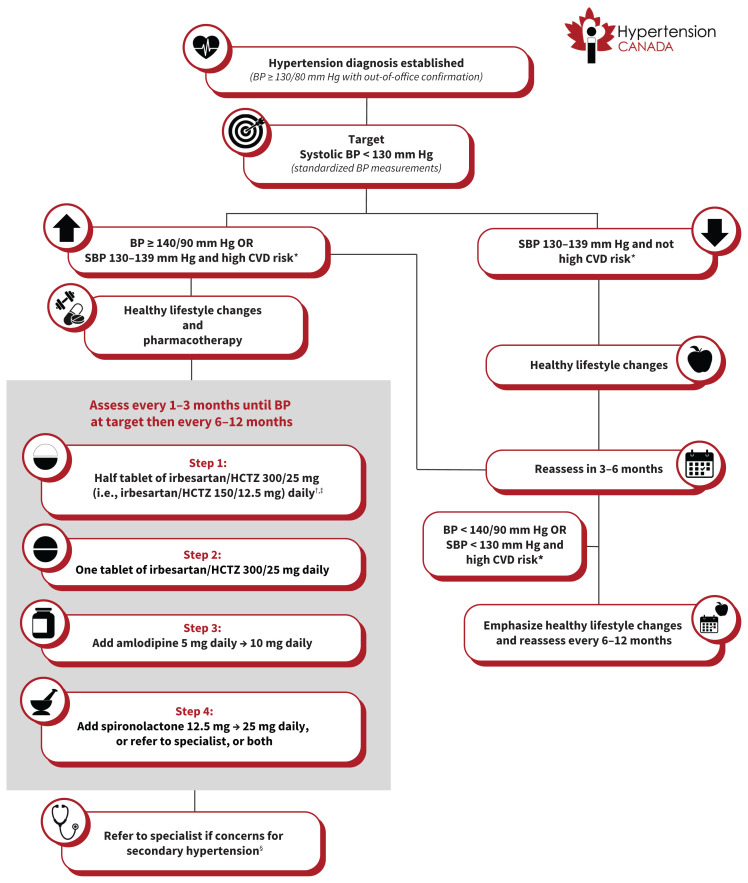 Hypertension
CANADA
Hypertension diagnosis established
(BP ≥ 130/80 mm Hg with out-of-office confirmation)
Target
Systolic BP < 130 mm Hg
(standardized BP measurements)
BP ≥ 140/90 mm Hg OR
SBP 130–139 mm Hg and high CVD risk*
SBP 130–139 mm Hg and not
high CVD risk*
Healthy lifestyle changes
and
pharmacotherapy
Healthy lifestyle changes
Assess every 1–3 months until BP
at target then every 6–12 months
Step 1:
Half tablet of irbesartan/HCTZ 300/25 mg
(i.e., irbesartan/HCTZ 150/12.5 mg) daily†,‡
Reassess in 3–6 months
Step 2:
One tablet of irbesartan/HCTZ 300/25 mg daily
BP < 140/90 mm Hg OR
SBP < 130 mm Hg and
high CVD risk*
Step 3:
Add amlodipine 5 mg daily → 10 mg daily
Emphasize healthy lifestyle changes
and reassess every 6–12 months
Step 4:
Add spironolactone 12.5 mg → 25 mg daily,
or refer to specialist, or both
Refer to specialist if concerns for
secondary hypertension§